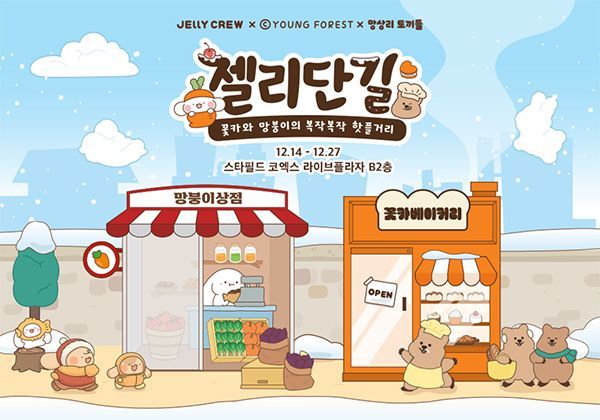 JELLY CREW × ⓒYOUNG FOREST ×망상리 토끼들
젤리단길
꽃카와 망붕이의 복작복작 핫플거리
12.14 - 12.27
스타필드 코엑스 라이브플라자 B2층
망붕이상점
꽃카베이커리
OPEN